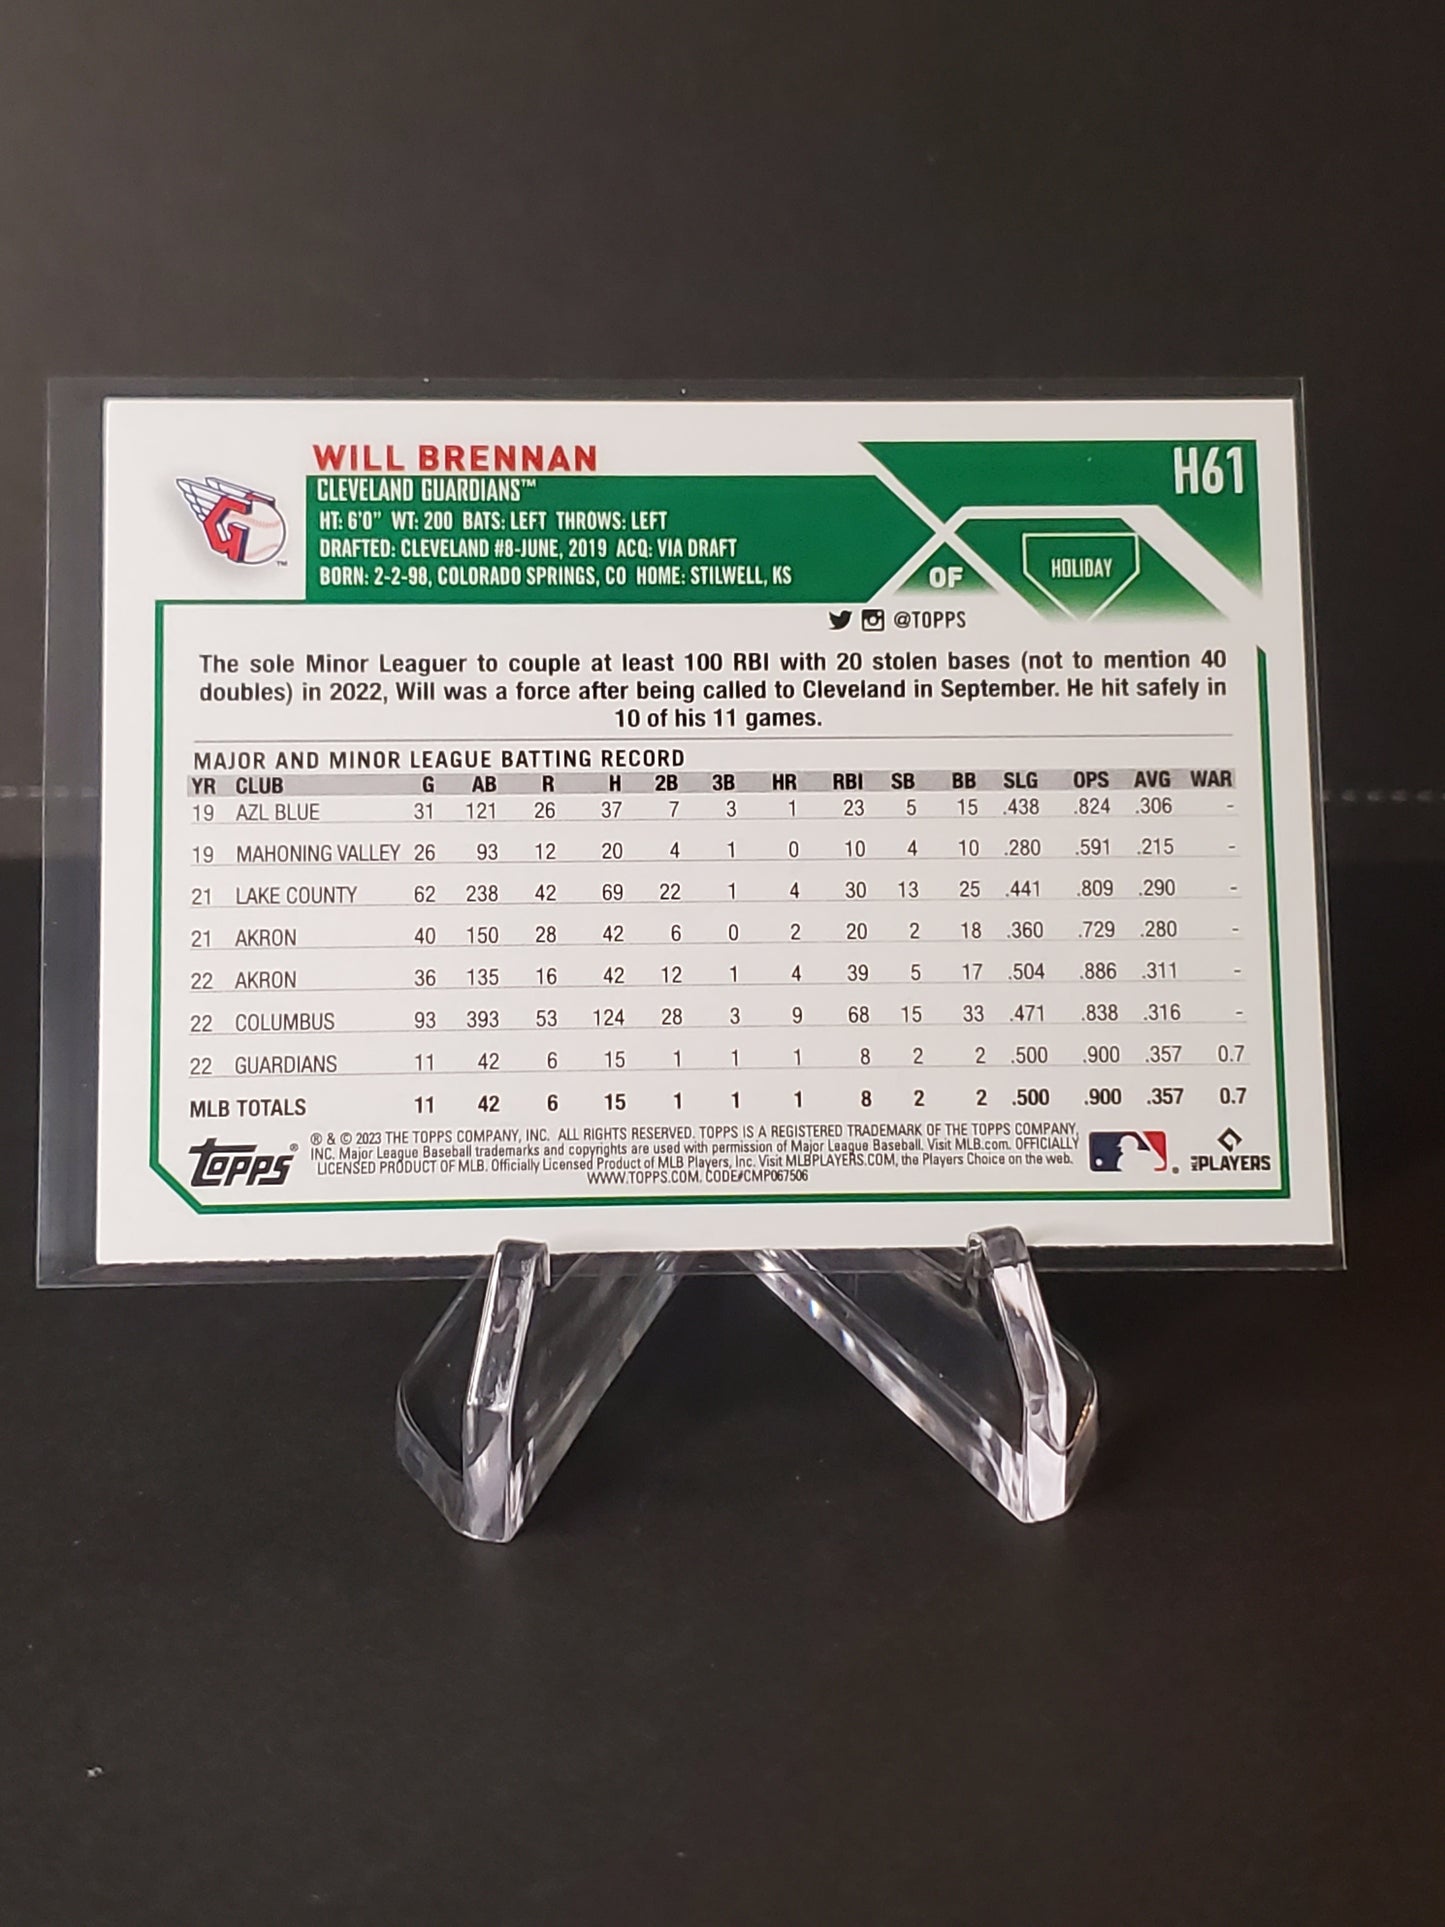 WILL BRENNAN
H61
CLEVELAND GUARDIANS™
HT: 6'0" WT: 200 BATS: LEFT THROWS: LEFT
DRAFTED: CLEVELAND #8-JUNE, 2019 ACQ: VIA DRAFT
BORN: 2-2-98, COLORADO SPRINGS, CO HOME: STILWELL, KS
OF
HOLIDAY
@TOPPS
The sole Minor Leaguer to couple at least 100 RBI with 20 stolen bases (not to mention 40
doubles) in 2022, Will was a force after being called to Cleveland in September. He hit safely in
10 of his 11 games.
MAJOR AND MINOR LEAGUE BATTING RECORD
YR CLUB G AB R H 2B 3B HR RBI SB BB SLG OPS AVG WAR
19 AZL BLUE 31 121 26 37 7 3 1 23 5 15 .438 .824 .306 -
19 MAHONING VALLEY 26 93 12 20 4 1 0 10 4 10 .280 .591 .215 -
21 LAKE COUNTY 62 238 42 69 22 1 4 30 13 25 .441 .809 .290 -
21 AKRON 40 150 28 42 6 0 2 20 2 18 .360 .729 .280 -
22 AKRON 36 135 16 42 12 1 4 39 5 17 .504 .886 .311 -
22 COLUMBUS 93 393 53 124 28 3 9 68 15 33 .471 .838 .316 -
22 GUARDIANS 11 42 6 15 1 1 1 8 2 2 .500 .900 .357 0.7
MLB TOTALS 11 42 6 15 1 1 1 8 2 2 .500 .900 .357 0.7
TOPPS®
® & © 2023 THE TOPPS COMPANY, INC. ALL RIGHTS RESERVED. TOPPS IS A REGISTERED TRADEMARK OF THE TOPPS COMPANY,
INC. Major League Baseball trademarks and copyrights are used with permission of Major League Baseball. Visit MLB.com. OFFICIALLY
LICENSED PRODUCT OF MLB. Officially Licensed Product of MLB Players, Inc. Visit MLBPLAYERS.COM, the Players Choice on the web.
WWW.TOPPS.COM. CODE#CMP067506
MLB PLAYERS